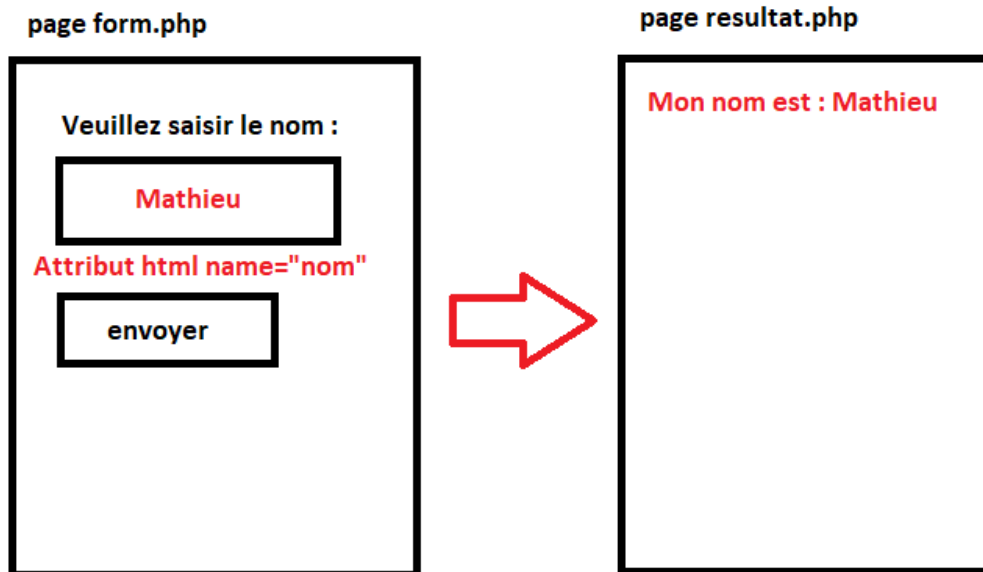 page form.php
Veuillez saisir le nom :
Mathieu
Attribut html name="nom"
envoyer
page resultat.php
Mon nom est : Mathieu